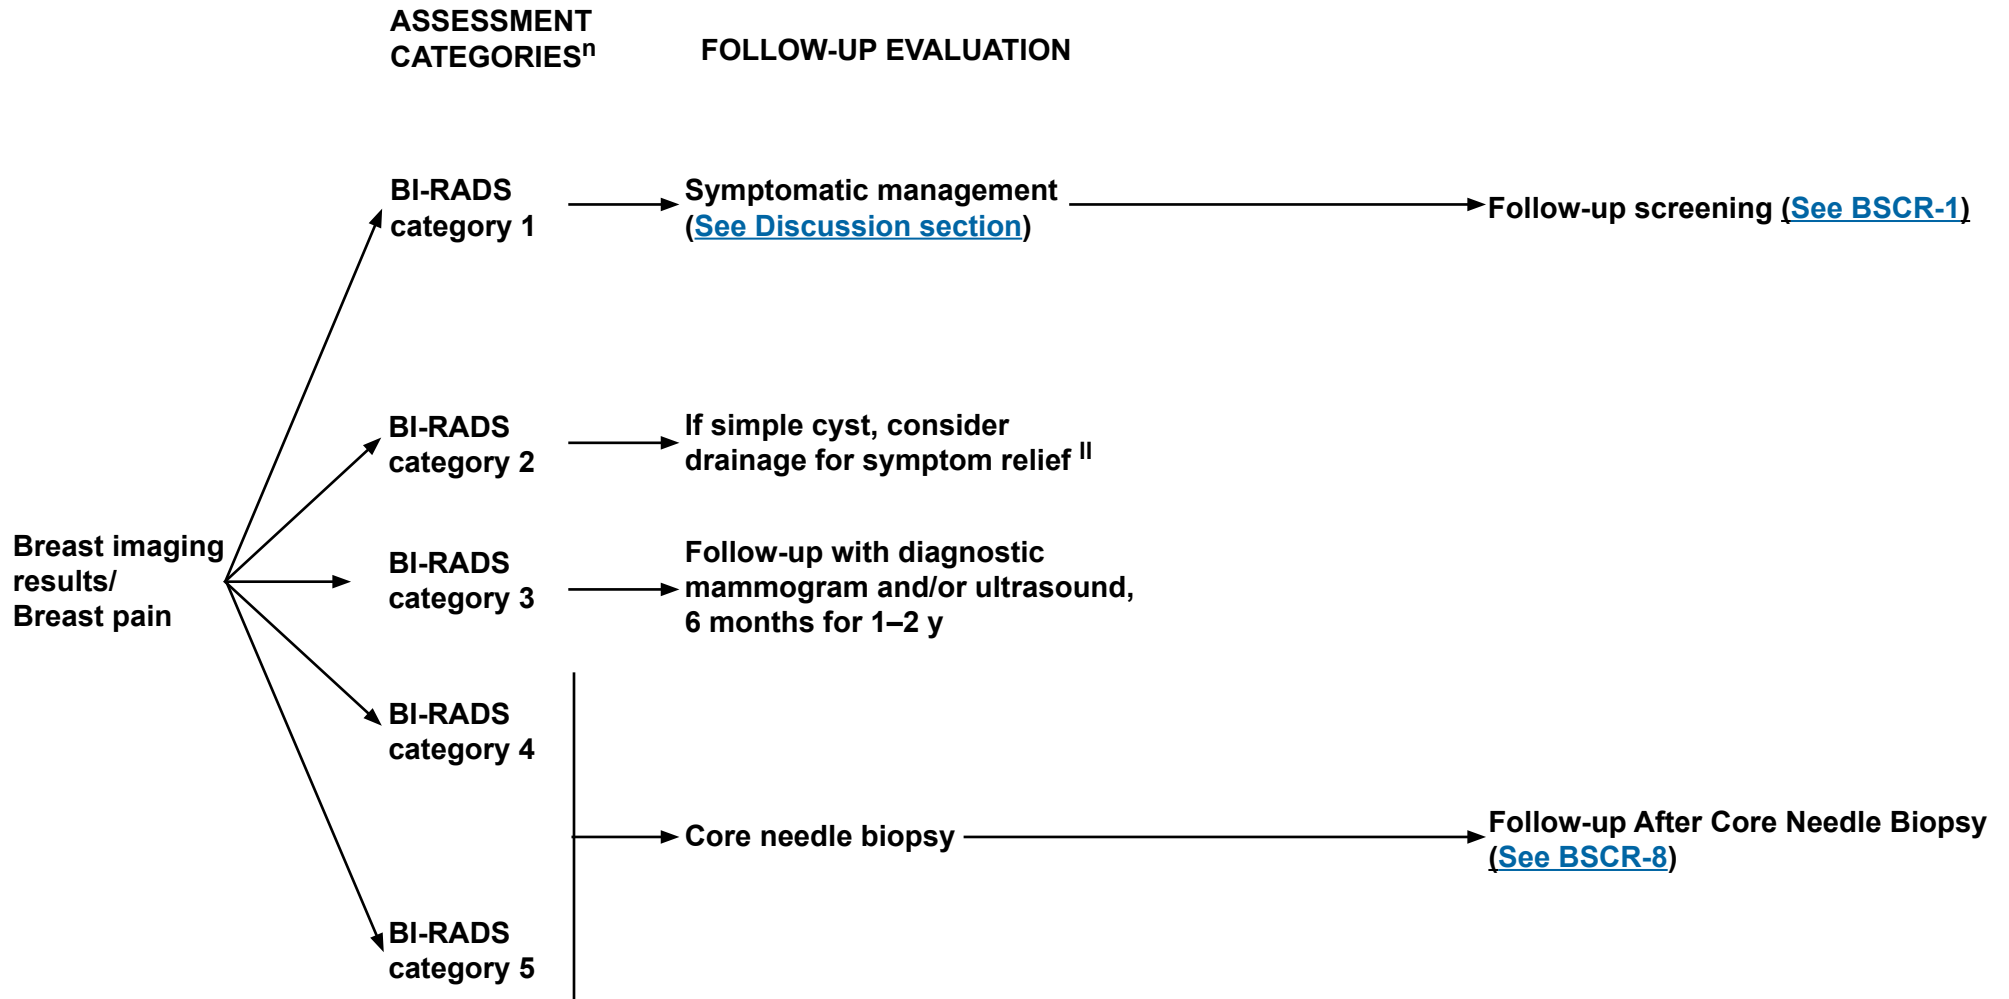 ASSESSMENT
CATEGORIESⁿ
FOLLOW-UP EVALUATION
BI-RADS
category 1
Symptomatic management
(See Discussion section)
Follow-up screening (See BSCR-1)
BI-RADS
category 2
If simple cyst, consider
drainage for symptom relief ll
Breast imaging
results/
Breast pain
BI-RADS
category 3
Follow-up with diagnostic
mammogram and/or ultrasound,
6 months for 1–2 y
BI-RADS
category 4
Core needle biopsy
Follow-up After Core Needle Biopsy
(See BSCR-8)
BI-RADS
category 5